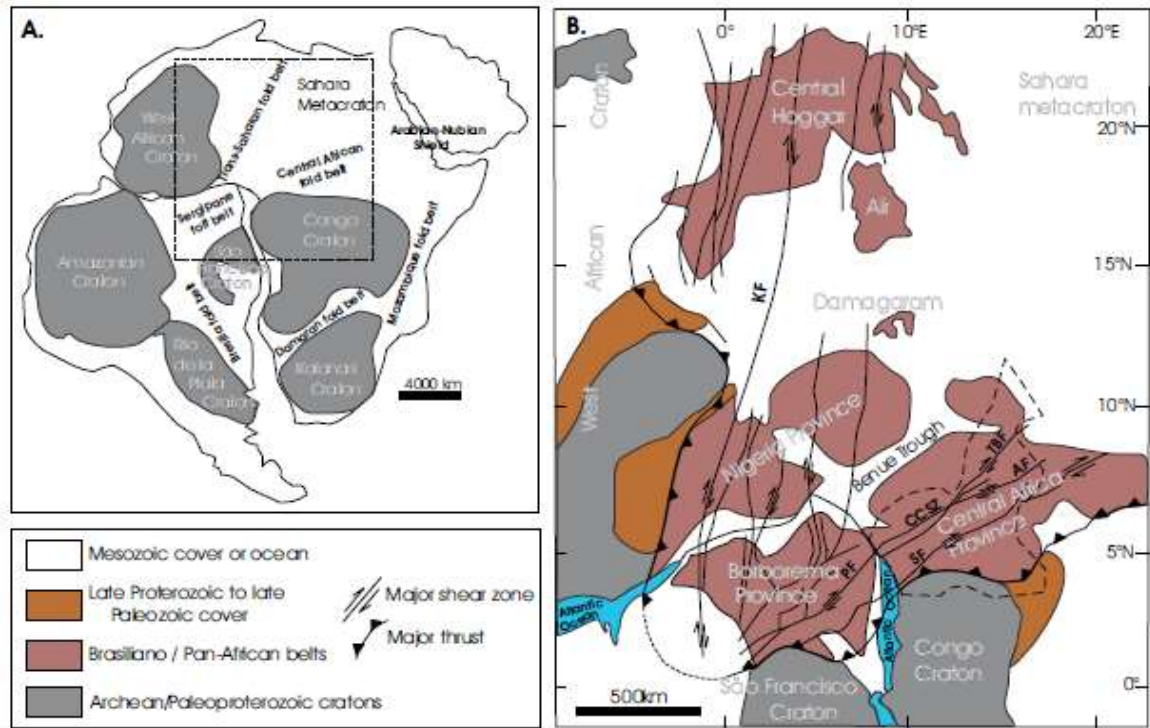 A.
Sahara
Metacraton
West
African
Craton
Trans-Saharan fold belt
Arabian-Nubian
Shield
Central African
fold belt
Sergipane
foli belt
Congo
Craton
São
Craton
Amazonian
Craton
Mozambique fold belt
Brasilia fold belt
Damaran fold belt
Rio
de la
Plata
Craton
Kalahari
Craton
4000 km
Mesozoic cover or ocean
Late Proterozoic to late
Paleozoic cover
Brasiliano / Pan-African belts
Archean/Paleoproterozoic cratons
Major shear zone
Major thrust
B.
0°
10°E
20°E
Craton
Central
Hoggar
Sahara
metacraton
20°N
Air
African
15°N
KF
Damagaram
West
10°N
Nigeria Province
Benue Trough
TBF
AF
CCSZ
Central Africa
Province
SF
5°N
Borborema
Province
PF
Atlantic
Ocean
Atlantic Ocean
Congo
Craton
São Francisco
Craton
0°
500km